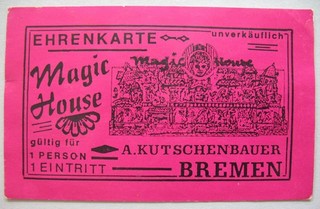 EHRENKARTE
"unverkäuflich"
Magic House
Magic
House
gültig für
1 PERSON
1 EINTRITT
A.KUTSCHENBAUER
BREMEN